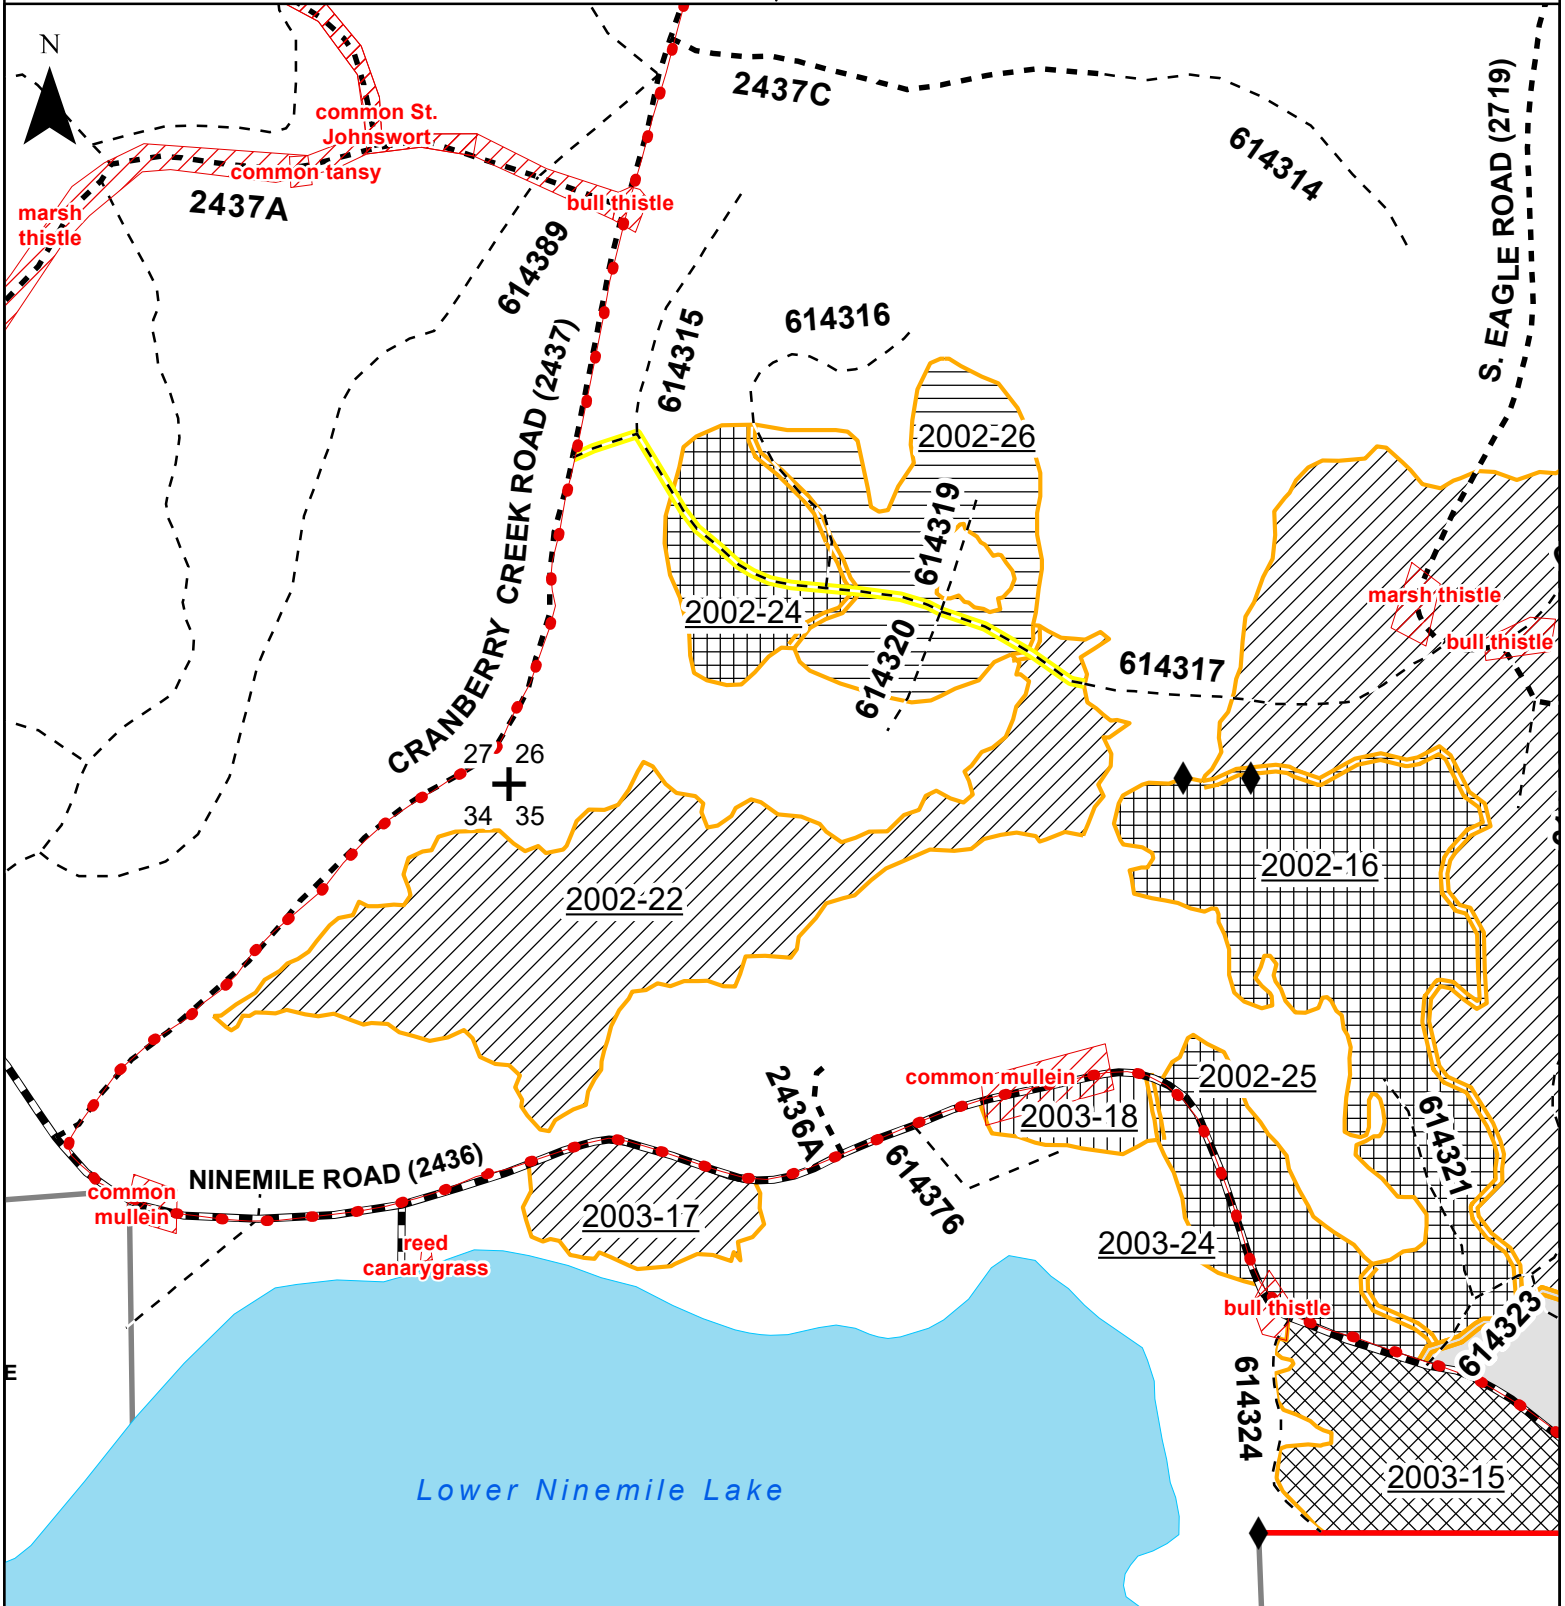 N
2437C
S. EAGLE ROAD (2719)
common St.
Johnswort
614314
common tansy
2437A
bull thistle
marsh
thistle
614389
614315
614316
CRANBERRY CREEK ROAD (2437)
2002-26
614319
marsh thistle
2002-24
bull thistle
614320
614317
27 26
34 35
2002-16
2002-22
common mullein
2002-25
2003-18
2436A
614321
NINEMILE ROAD (2436)
614376
common
mullein
2003-17
reed
canarygrass
2003-24
bull thistle
614323
E
614324
2003-15
Lower Ninemile Lake